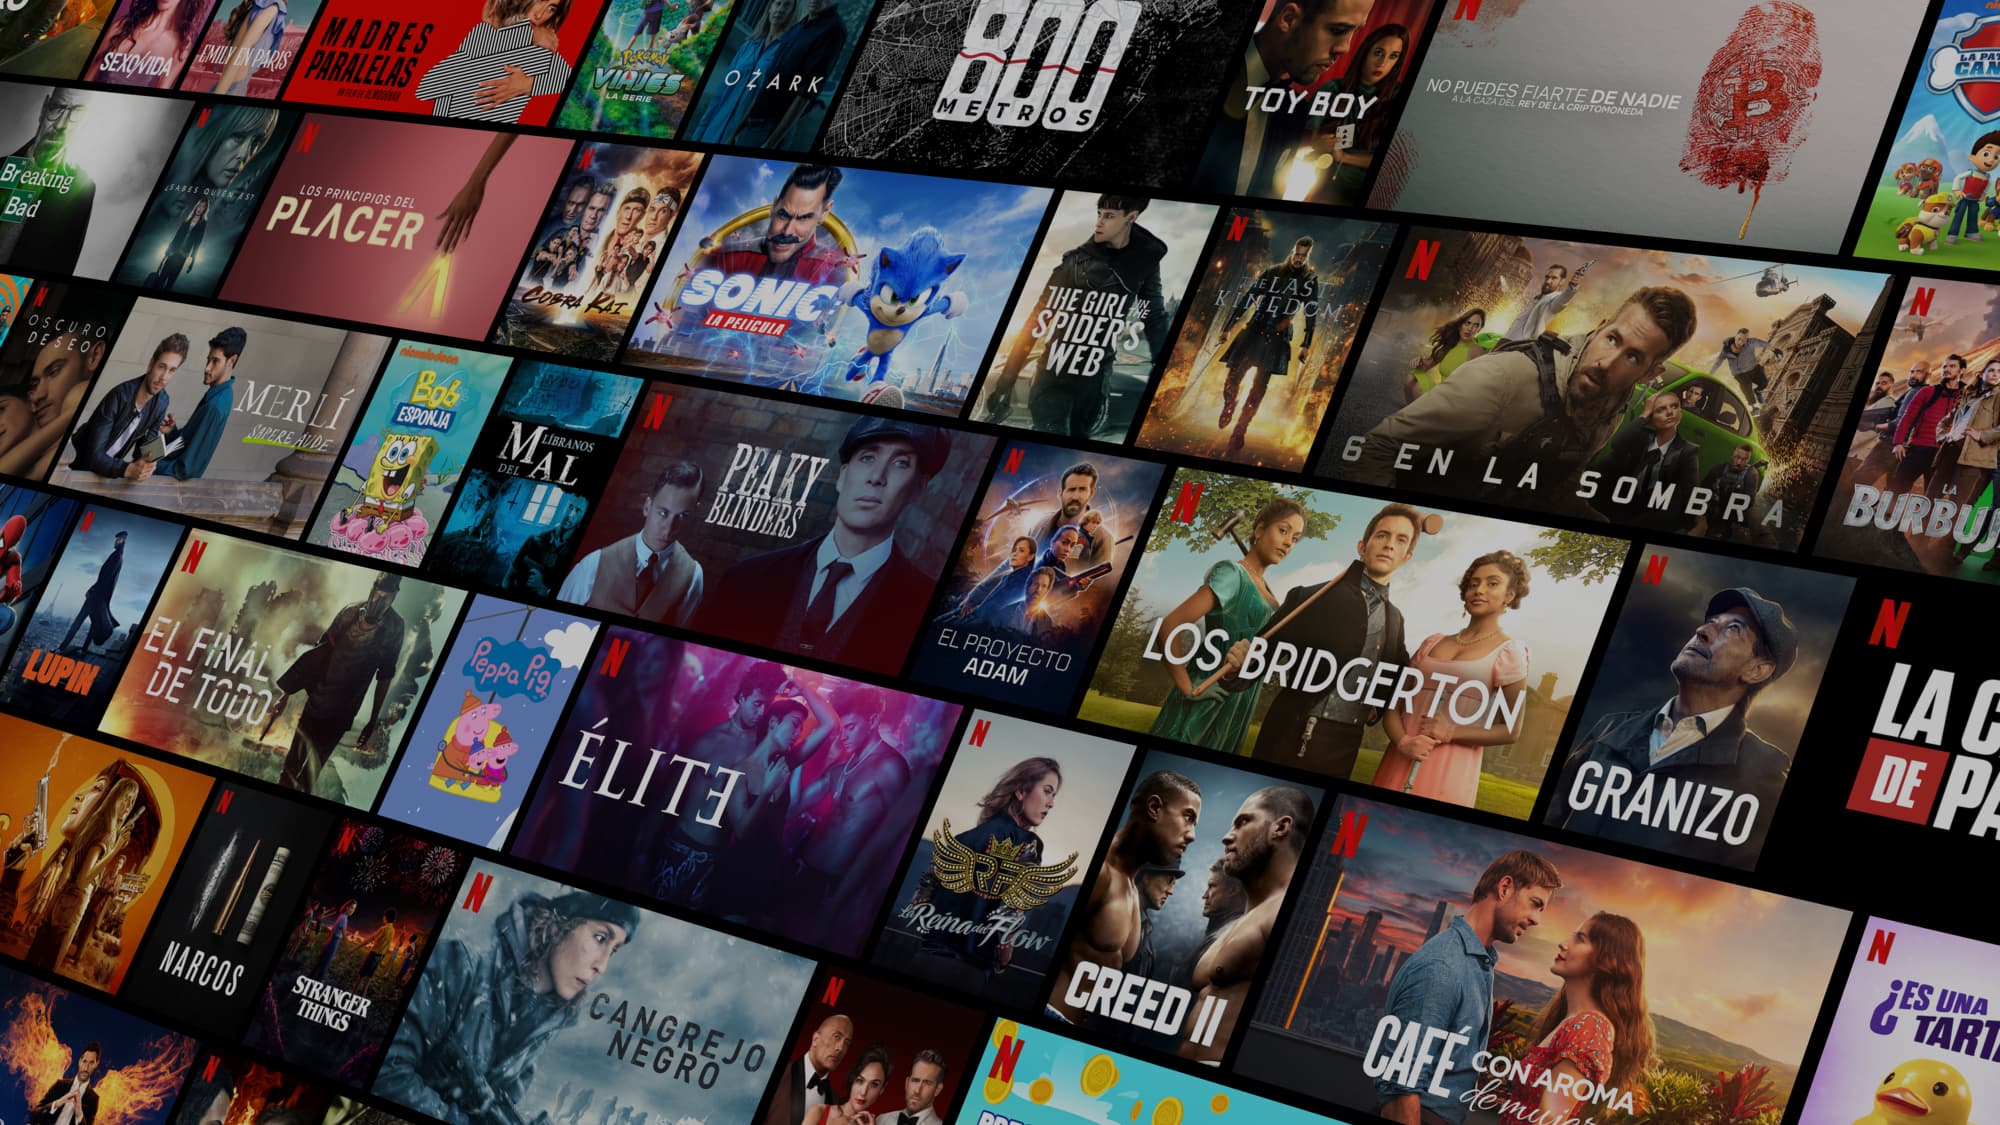 SEXO/VIDA
EMILY EN PARIS
MADRES
PARALELAS
UN FILM DE ALMODÓVAR
POKÉMON
VIAJES
LA SERIE
OZARK
800
METROS
TOY BOY
NO PUEDES FIARTE DE NADIE
A LA CAZA DEL REY DE LA CRIPTOMONEDA
LA PAT
CAN
Breaking
Bad
¿SABES QUIÉN ES?
LOS PRINCIPIOS DEL
PLACER
COBRA KAI
SONIC
LA PELÍCULA
THE GIRL IN THE
SPIDER'S
WEB
THE LAST
KINGDOM
6 EN LA SOMBRA
LA
BURBUJ
OSCURO
DESEO
MERLÍ
SAPERE AUDE
nickelodeon
Bob
ESPONJA
LÍBRANOS
DEL MAL
PEAKY
BLINDERS
EL PROYECTO
ADAM
LOS BRIDGERTON
GRANIZO
LA C
DE PA
LUPIN
EL FINAL
DE TODO
Peppa Pig
ÉLITE
RF
La Reina del Flow
CREED II
CAFÉ CON AROMA
de mujer
¿ES UNA
TARTA
NARCOS
STRANGER
THINGS
CANGREJO
NEGRO